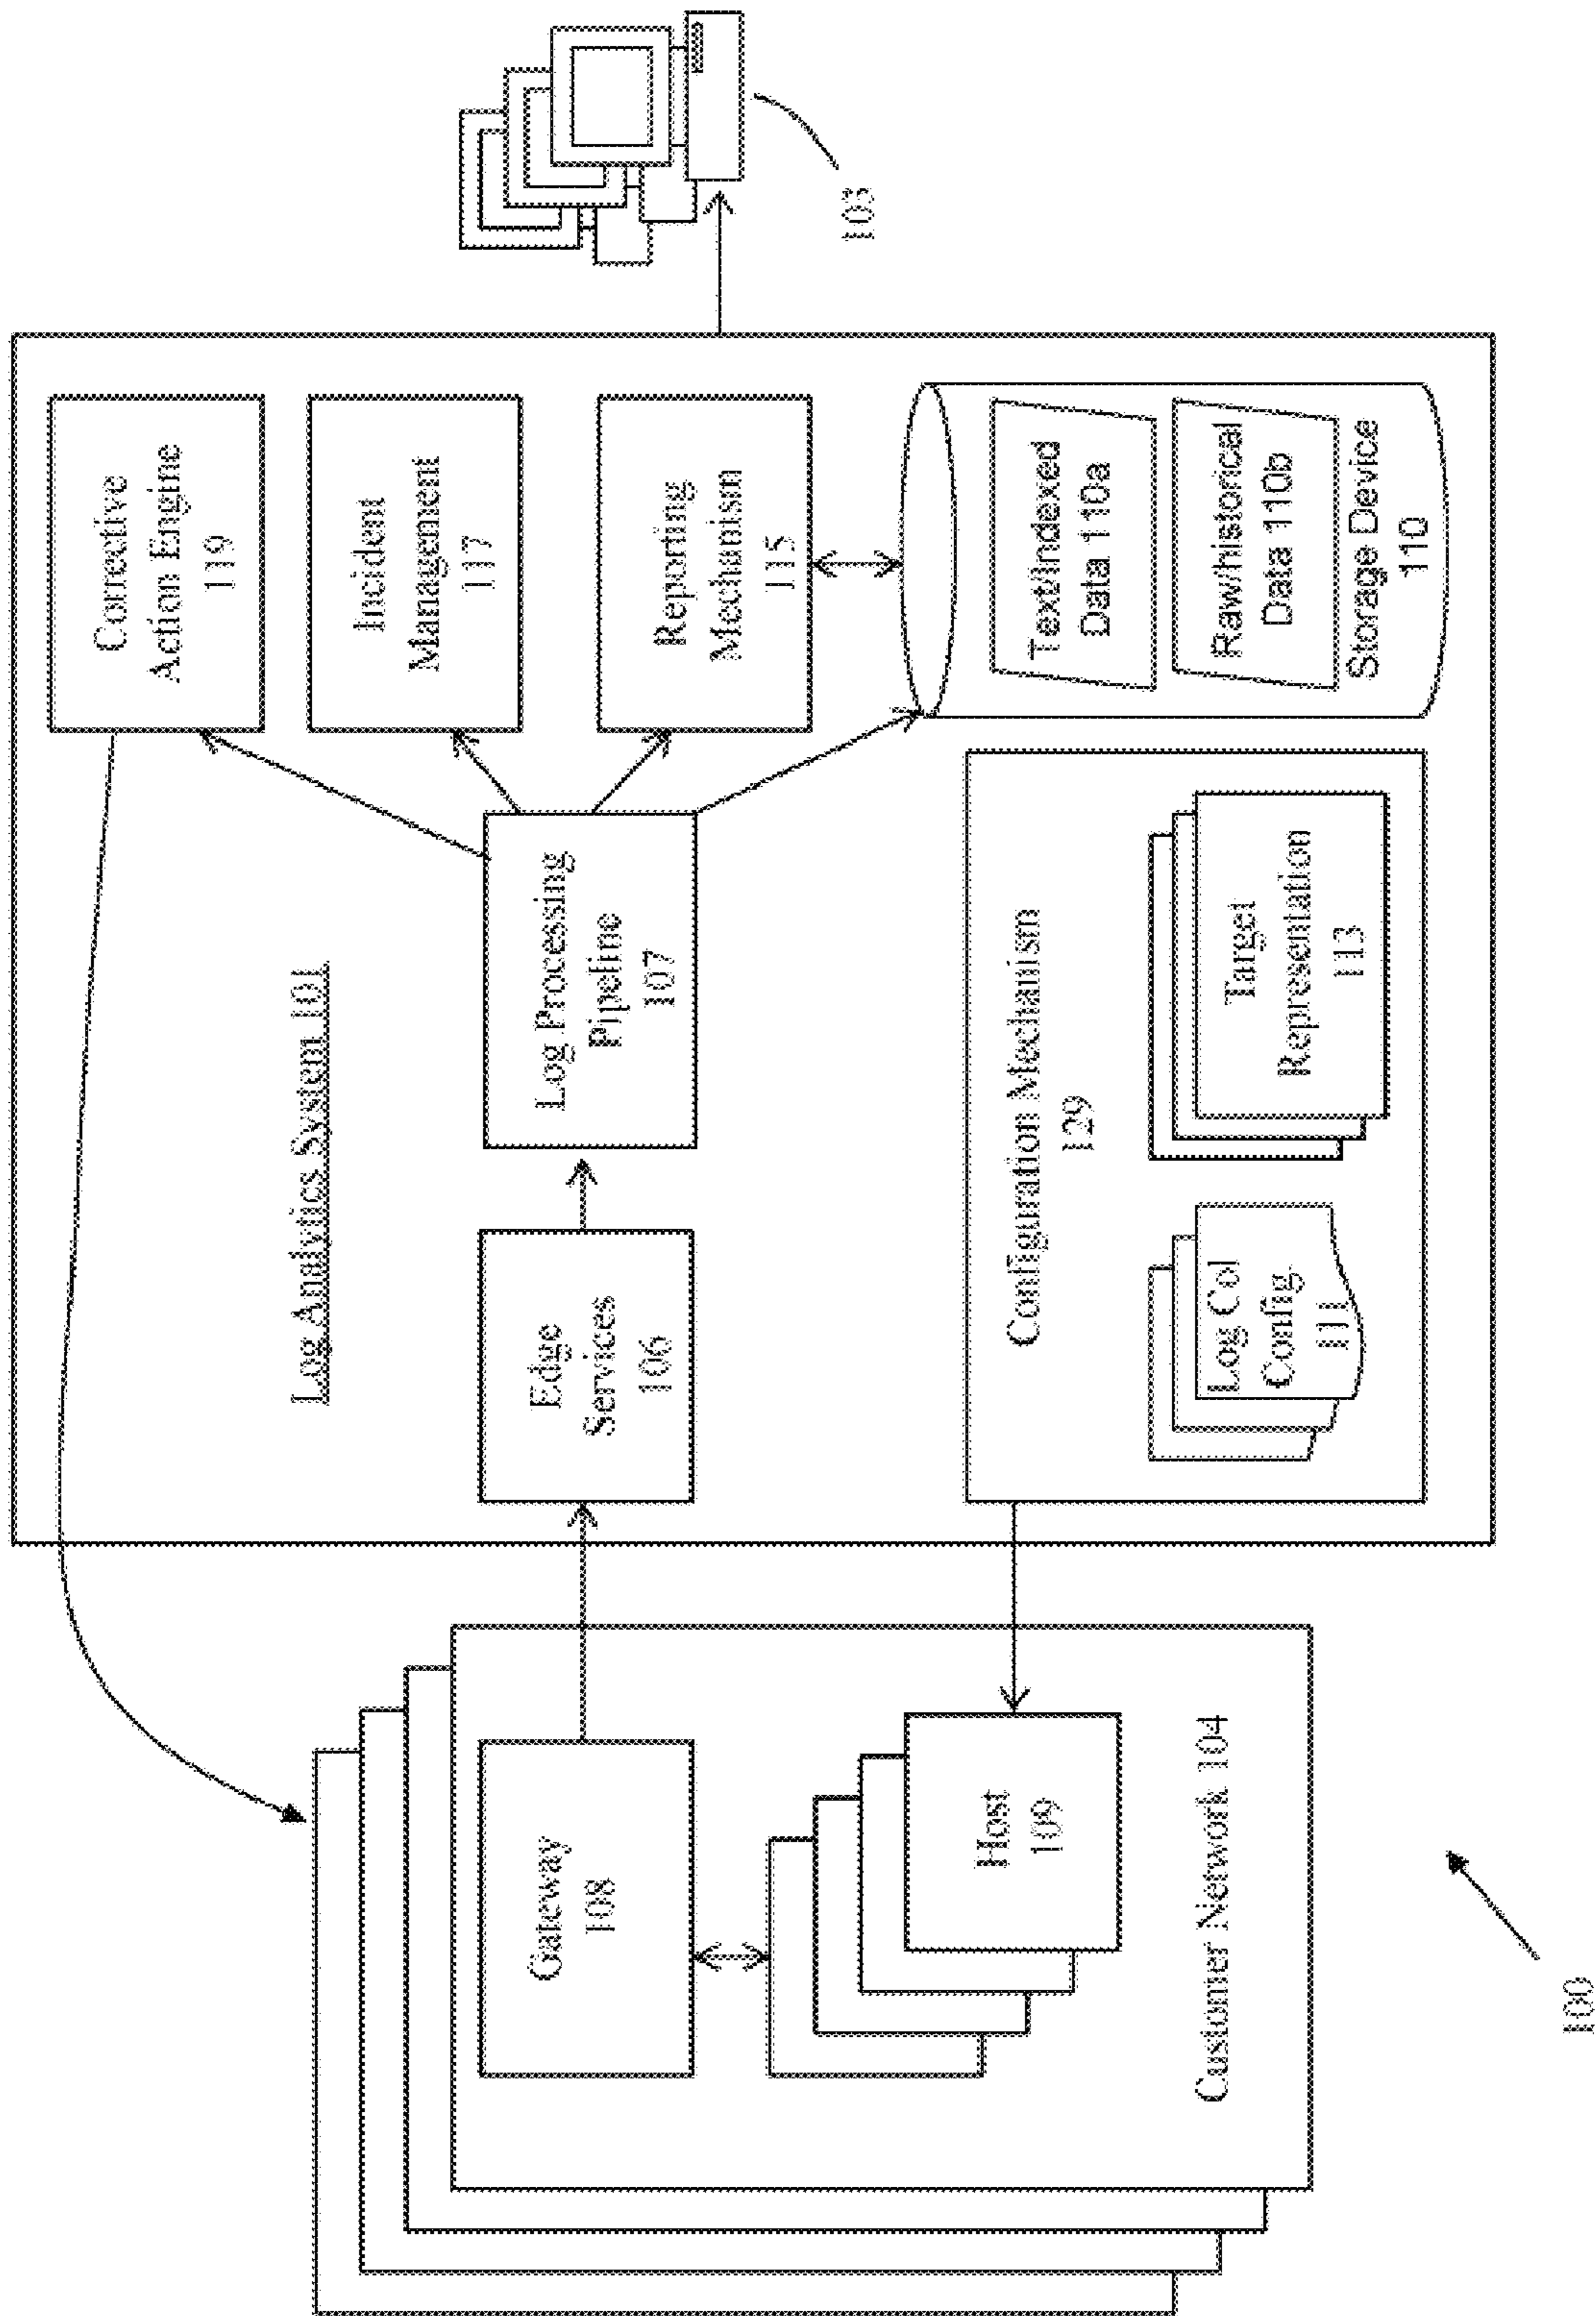 Log Analytics System 101
Corrective
Action Engine
119
Incident
Management
117
Reporting
Mechanism
115
Log Processing
Pipeline
107
Edge
Services
106
Gateway
108
Host
109
Customer Network 104
Configuration Mechanism
129
Log Col
Config.
111
Target
Representation
113
Text/Indexed
Data 110a
Raw/historical
Data 110b
Storage Device
110
103
100